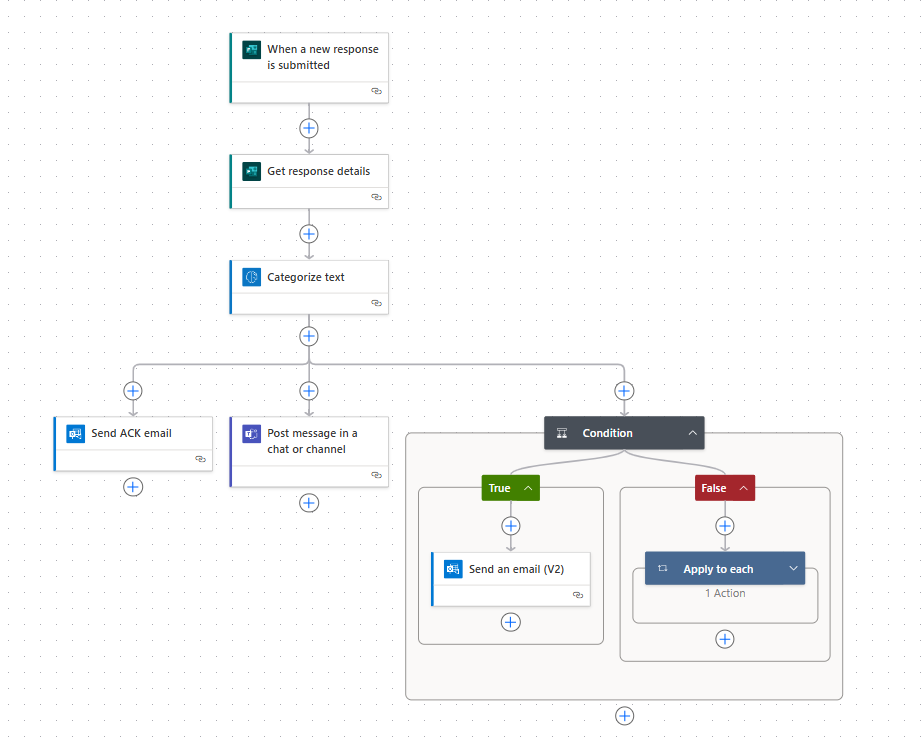 When a new response
is submitted
Get response details
Categorize text
Send ACK email
Post message in a
chat or channel
Condition
True
False
Send an email (V2)
Apply to each
1 Action